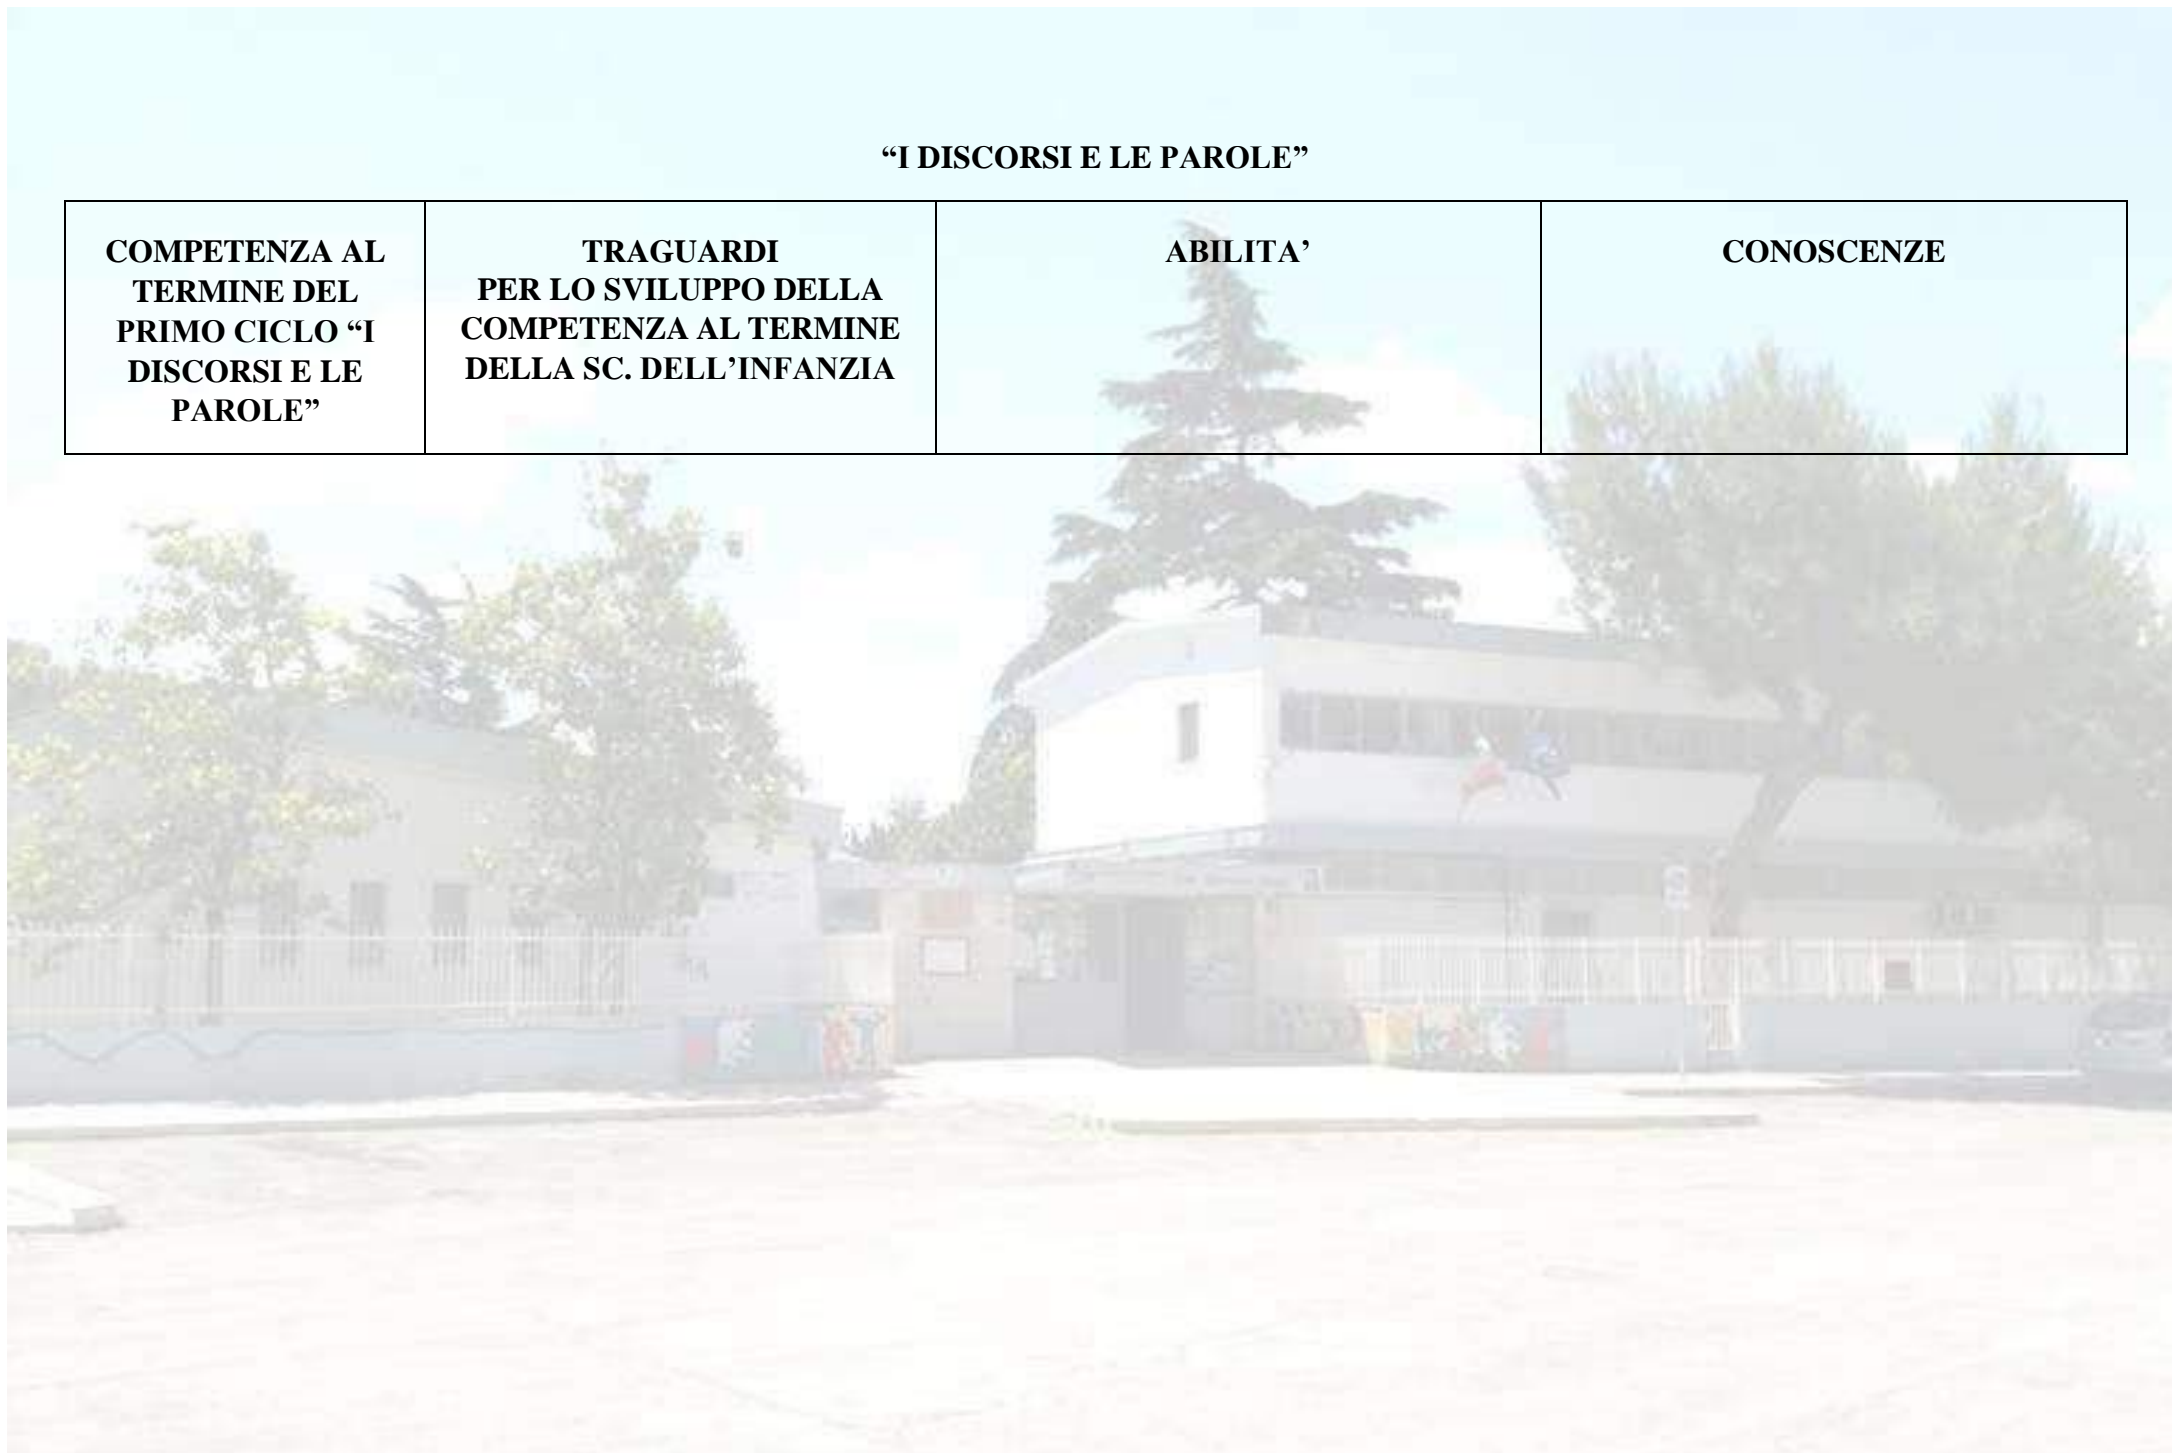 “I DISCORSI E LE PAROLE”
COMPETENZA AL
TERMINE DEL
PRIMO CICLO “I
DISCORSI E LE
PAROLE”
TRAGUARDI
PER LO SVILUPPO DELLA
COMPETENZA AL TERMINE
DELLA SC. DELL’INFANZIA
ABILITA’
CONOSCENZE